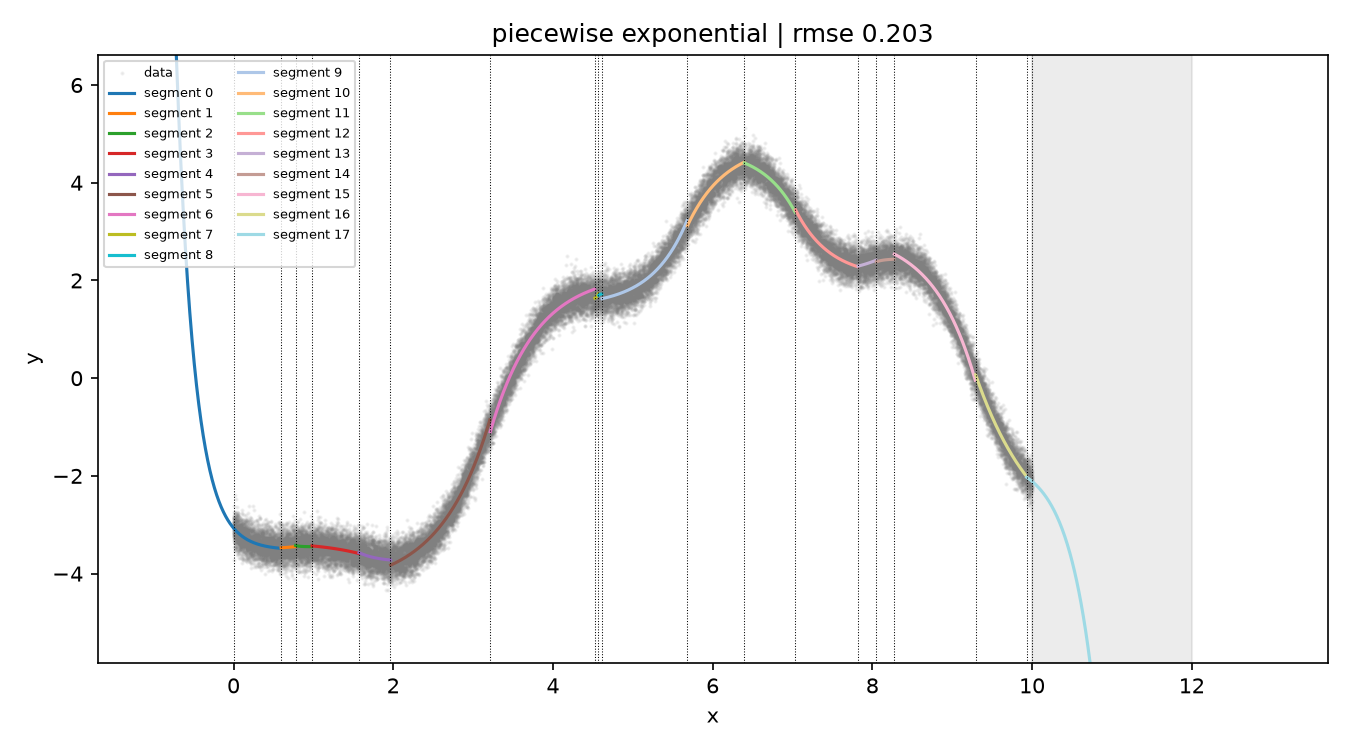 piecewise exponential | rmse 0.203
data
segment 0
segment 1
segment 2
segment 3
segment 4
segment 5
segment 6
segment 7
segment 8
segment 9
segment 10
segment 11
segment 12
segment 13
segment 14
segment 15
segment 16
segment 17
6
4
2
0
−2
−4
y
0 2 4 6 8 10 12
x